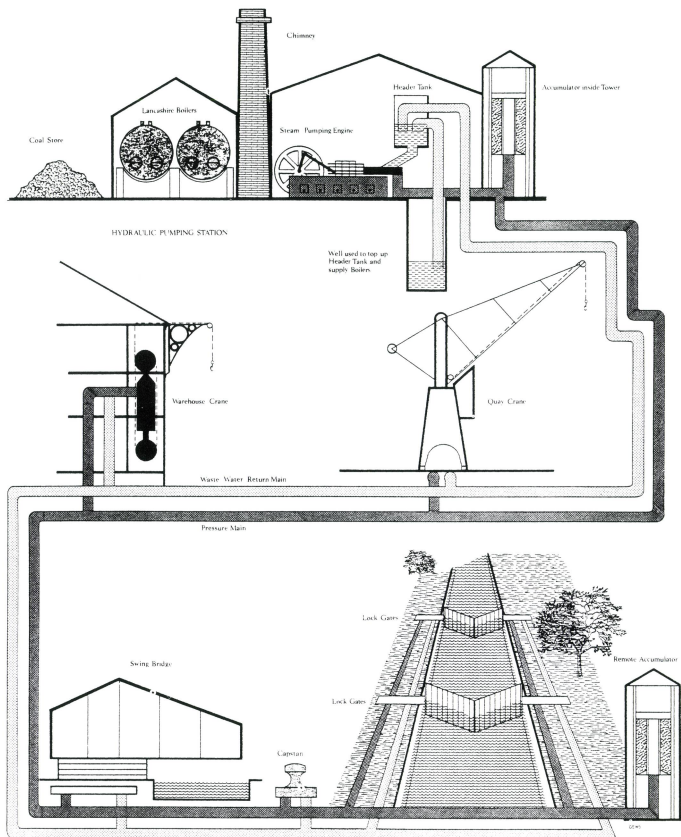 Chimney
Header Tank
Accumulator inside Tower
Lancashire Boilers
Steam Pumping Engine
Coal Store
HYDRAULIC PUMPING STATION
Well used to top up
Header Tank and
supply Boilers
Warehouse Crane
Quay Crane
Waste Water Return Main
Pressure Main
Lock Gates
Swing Bridge
Remote Accumulator
Lock Gates
Capstan